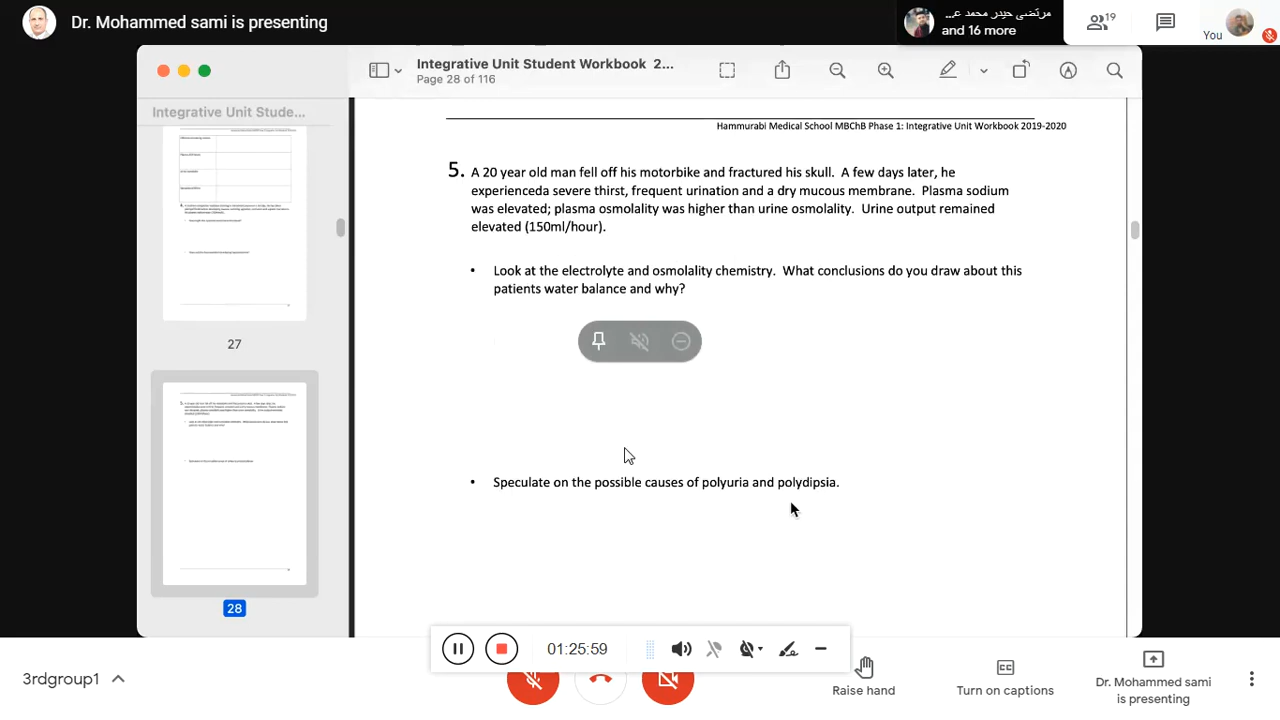 Dr. Mohammed sami is presenting
مرتضى حيدر محمد ع...
and 16 more
19
You
Integrative Unit Student Workbook 2...
Page 28 of 116
Integrative Unit Stude...
27
28
Hammurabi Medical School MBChB Phase 1: Integrative Unit Workbook 2019-2020
5. A 20 year old man fell off his motorbike and fractured his skull. A few days later, he
experienceda severe thirst, frequent urination and a dry mucous membrane. Plasma sodium
was elevated; plasma osmolality was higher than urine osmolality. Urine output remained
elevated (150ml/hour).
• Look at the electrolyte and osmolality chemistry. What conclusions do you draw about this
patients water balance and why?
• Speculate on the possible causes of polyuria and polydipsia.
01:25:59
3rdgroup1
Raise hand
CC
Turn on captions
Dr. Mohammed sami
is presenting